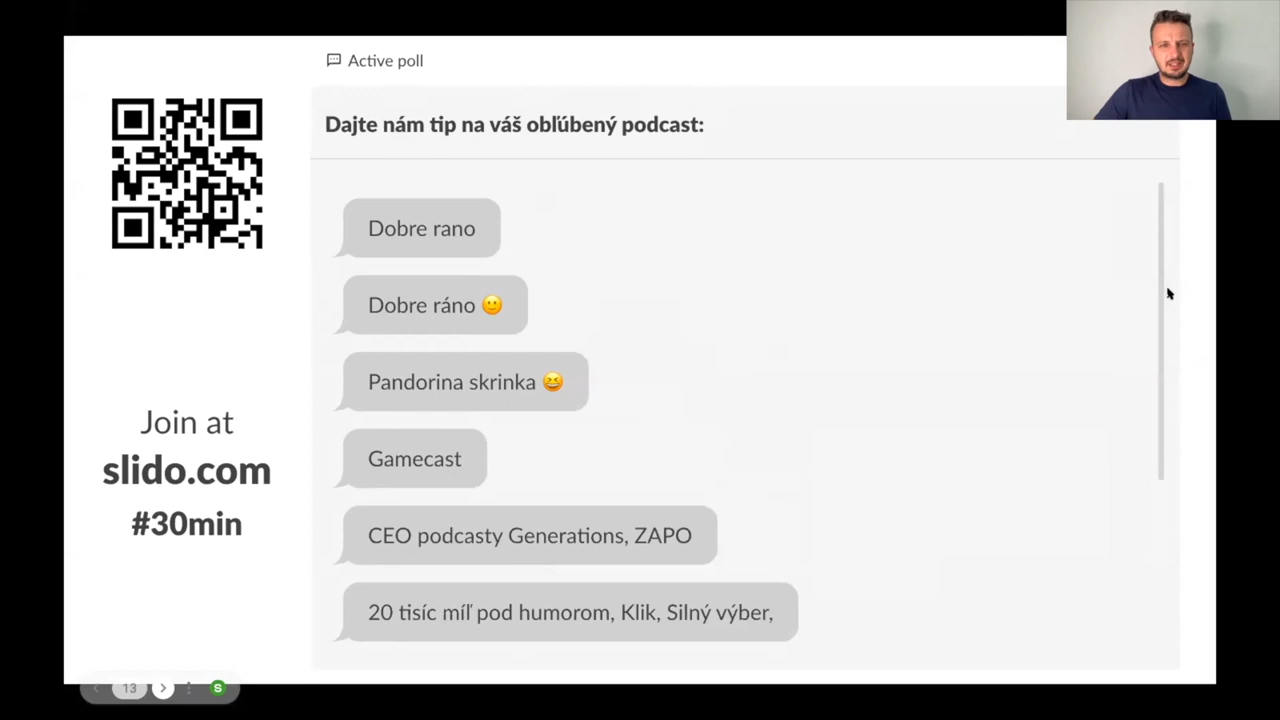 Active poll
Dajte nám tip na váš obľúbený podcast:
Dobre rano
Dobre ráno 🙂
Pandorina skrinka 😆
Gamecast
CEO podcasty Generations, ZAPO
20 tisíc míľ pod humorom, Klik, Silný výber,
Join at
slido.com
#30min
13
S